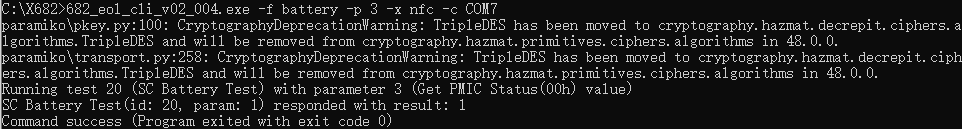 C:\X682>682_eol_cli_v02_004.exe -f battery -p 3 -x nfc -c COM7
paramiko\pkey.py:100: CryptographyDeprecationWarning: TripleDES has been moved to cryptography.hazmat.decrepit.ciphers.a
lgorithms.TripleDES and will be removed from cryptography.hazmat.primitives.ciphers.algorithms in 48.0.0.
paramiko\transport.py:258: CryptographyDeprecationWarning: TripleDES has been moved to cryptography.hazmat.decrepit.ciph
ers.algorithms.TripleDES and will be removed from cryptography.hazmat.primitives.ciphers.algorithms in 48.0.0.
Running test 20 (SC Battery Test) with parameter 3 (Get PMIC Status(00h) value)
SC Battery Test(id: 20, param: 1) responded with result: 1
Command success (Program exited with exit code 0)